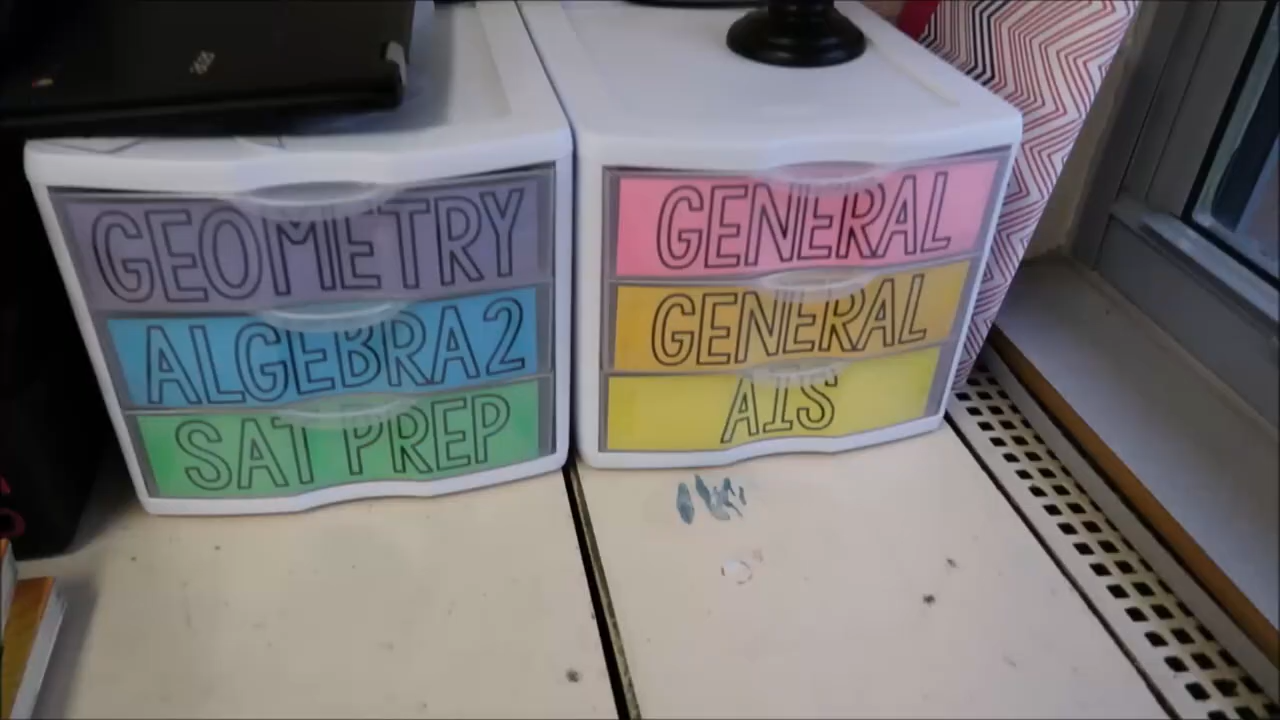 GEOMETRY
ALGEBRA 2
SAT PREP
GENERAL
GENERAL
AIS